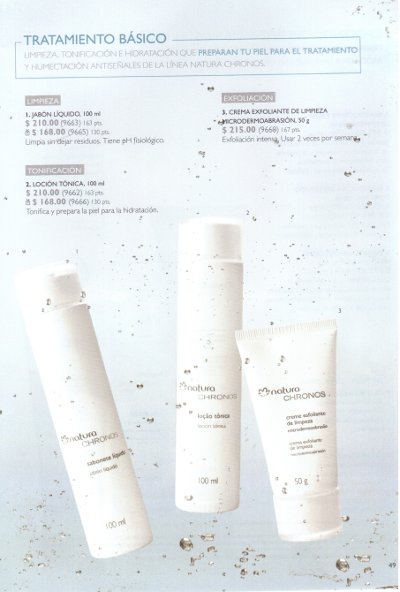 TRATAMIENTO BÁSICO
LIMPIEZA, TONIFICACIÓN E HIDRATACIÓN QUE PREPARAN TU PIEL PARA EL TRATAMIENTO
Y HUMECTACIÓN ANTISEÑALES DE LA LÍNEA NATURA CHRONOS.
LIMPIEZA
1. JABÓN LÍQUIDO, 100 ml
$ 210.00 (9663) 163 pts.
$ 168.00 (9665) 130 pts.
Limpia sin dejar residuos. Tiene pH fisiológico.
TONIFICACIÓN
2. LOCIÓN TÓNICA, 100 ml
$ 210.00 (9662) 163 pts.
$ 168.00 (9666) 130 pts.
Tonifica y prepara la piel para la hidratación.
EXFOLIACIÓN
3. CREMA EXFOLIANTE DE LIMPIEZA
MICRODERMOABRASIÓN, 50 g
$ 215.00 (9668) 167 pts.
Exfoliación intensa. Usar 2 veces por semana.
2
3
natura
CHRONOS
sabonete líquido
jabón líquido
100 ml
natura
CHRONOS
loção tônica
loción tónica
100 ml
natura
CHRONOS
creme esfoliante
de limpeza
microdermoabrasão
crema exfoliante
de limpieza
microdermoabrasión
50 g
49